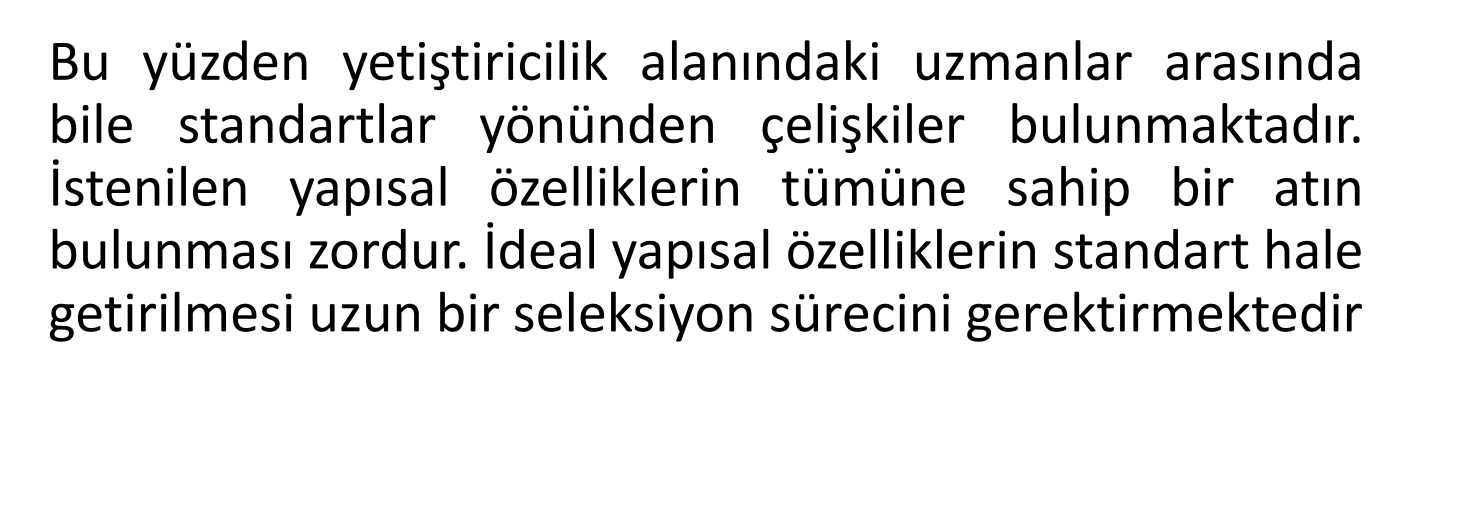 Bu yüzden yetiştiricilik alanındaki uzmanlar arasında
bile standartlar yönünden çelişkiler bulunmaktadır.
İstenilen yapısal özelliklerin tümüne sahip bir atın
bulunması zordur. İdeal yapısal özelliklerin standart hale
getirilmesi uzun bir seleksiyon sürecini gerektirmektedir